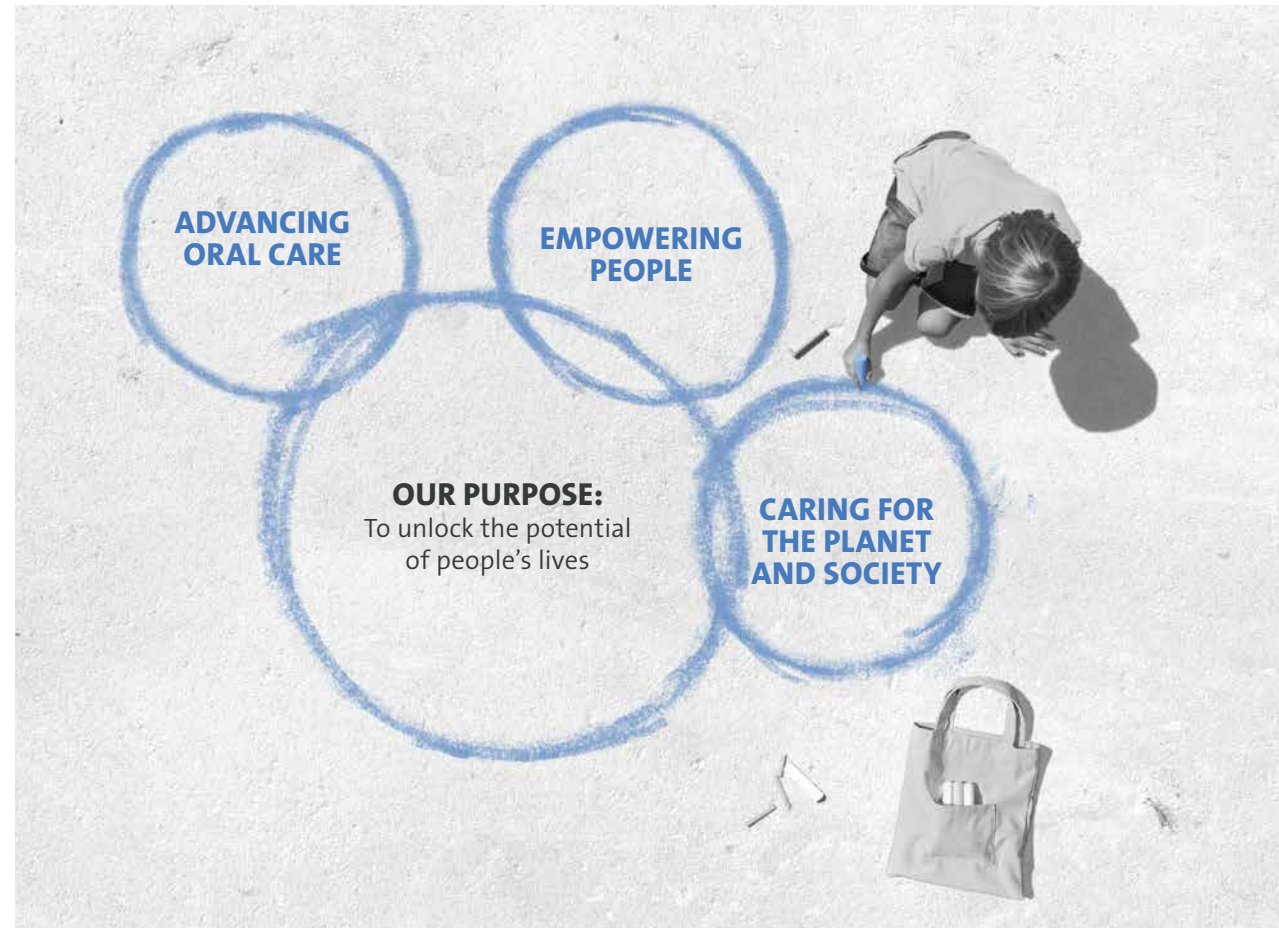 ADVANCING
ORAL CARE
EMPOWERING
PEOPLE
OUR PURPOSE:
To unlock the potential
of people’s lives
CARING FOR
THE PLANET
AND SOCIETY